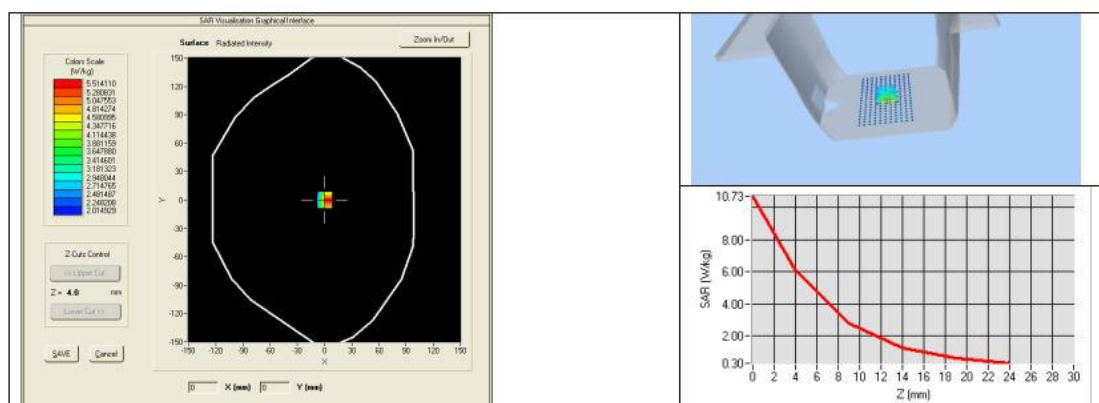 SAR Visualisation Graphical Interface
Surface Radiated Intensity
Zoom In/Out
Colors Scale
(W/kg)
5.514110
5.280831
5.047553
4.814274
4.580995
4.347716
4.114438
3.881159
3.647880
3.414601
3.181323
2.948044
2.714765
2.481487
2.248208
2.014929
Z-Cuts Control
<< Upper Cut
Z = 4.0 mm
Lower Cut >>
SAVE Cancel
150
120
90
60
30
0
-30
-60
-90
-120
-150
Y
-150 -120 -90 -60 -30 0 30 60 90 120 150
X
0 X (mm) 0 Y (mm)
10.73
8.00
6.00
4.00
2.00
0.30
SAR (W/kg)
0 2 4 6 8 10 12 14 16 18 20 22 24 26 28 30
Z (mm)